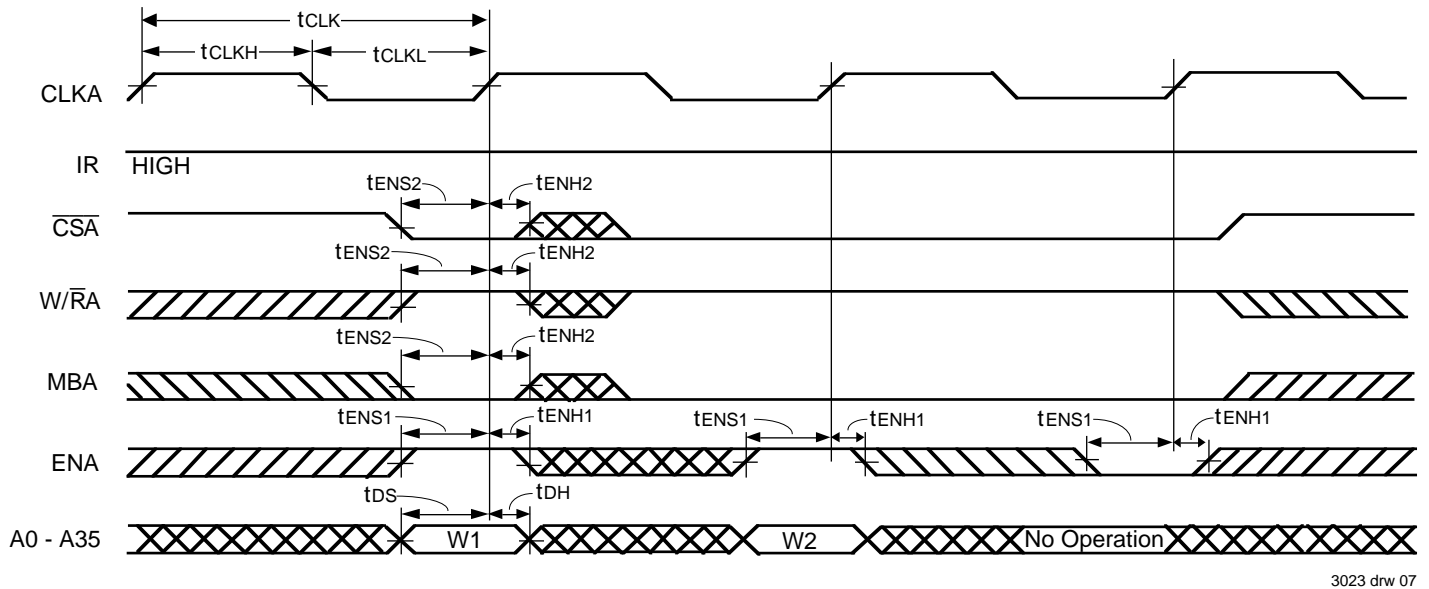 tCLK
tCLKH tCLKL
CLKA
IR HIGH
tENS2 tENH2
CSA
tENS2 tENH2
W/RA
tENS2 tENH2
MBA
tENS1 tENH1 tENS1 tENH1 tENS1 tENH1
ENA
tDS tDH
A0 - A35 W1 W2 No Operation
3023 drw 07